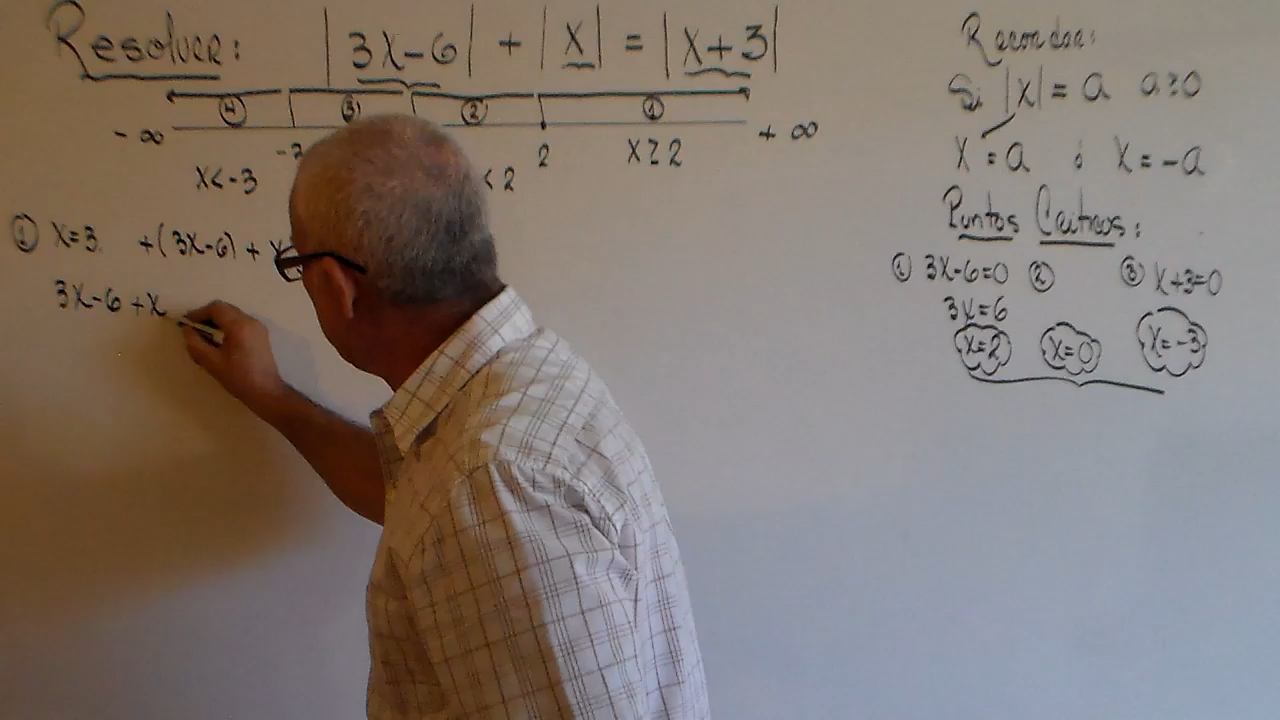 Resolver: |3x-6| + |x| = |x+3|
④ ③ ② ①
-∞ 2 x≥2 +∞
x<-3 <2
① x=3 +(3x-6) +
3x-6+x
Recordar:
Si |x| = a a≥0
x = a ó x = -a
Puntos Críticos:
① 3x-6=0 ② ③ x+3=0
3x=6
x=2 x=0 x=-3